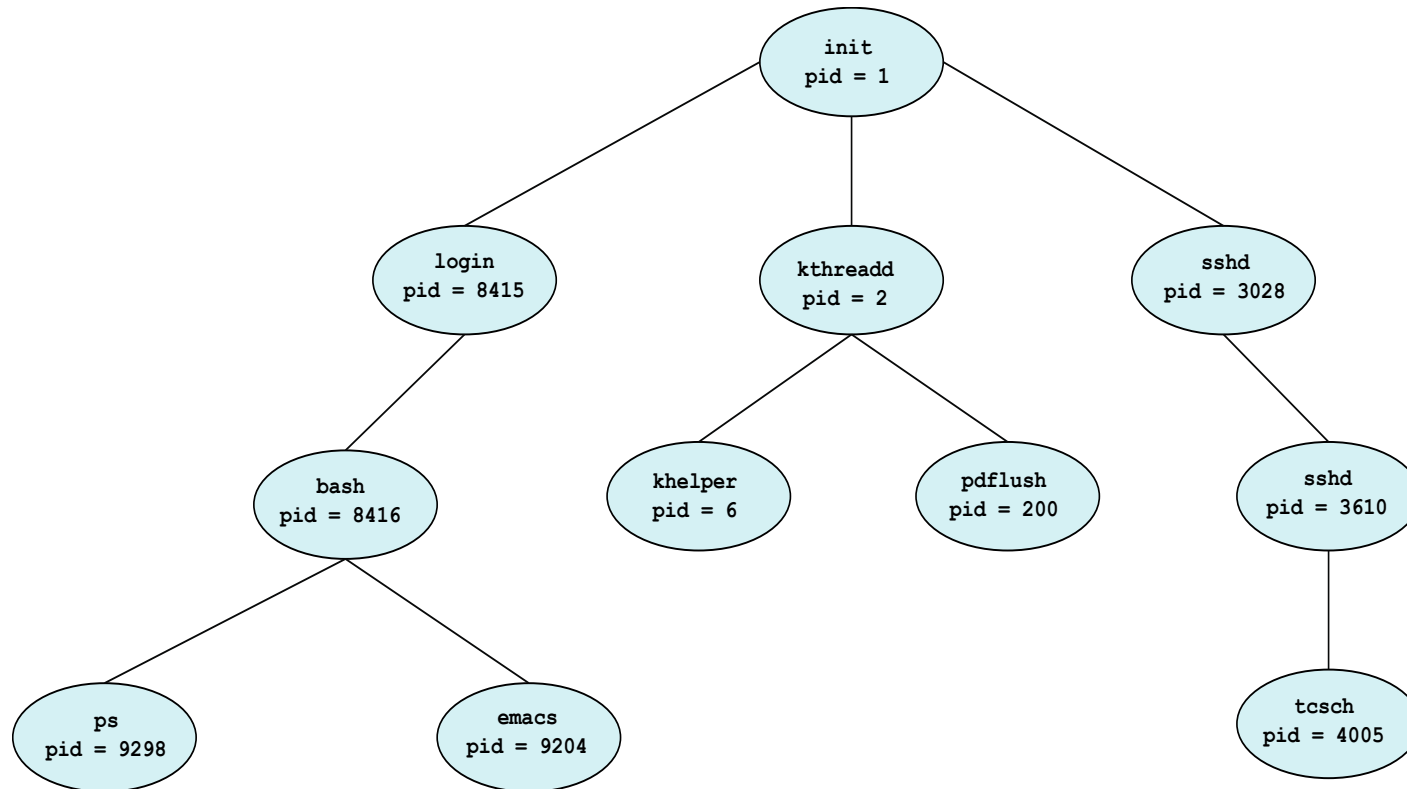 init
pid = 1
login
pid = 8415
kthreadd
pid = 2
sshd
pid = 3028
bash
pid = 8416
khelper
pid = 6
pdflush
pid = 200
sshd
pid = 3610
ps
pid = 9298
emacs
pid = 9204
tcsch
pid = 4005